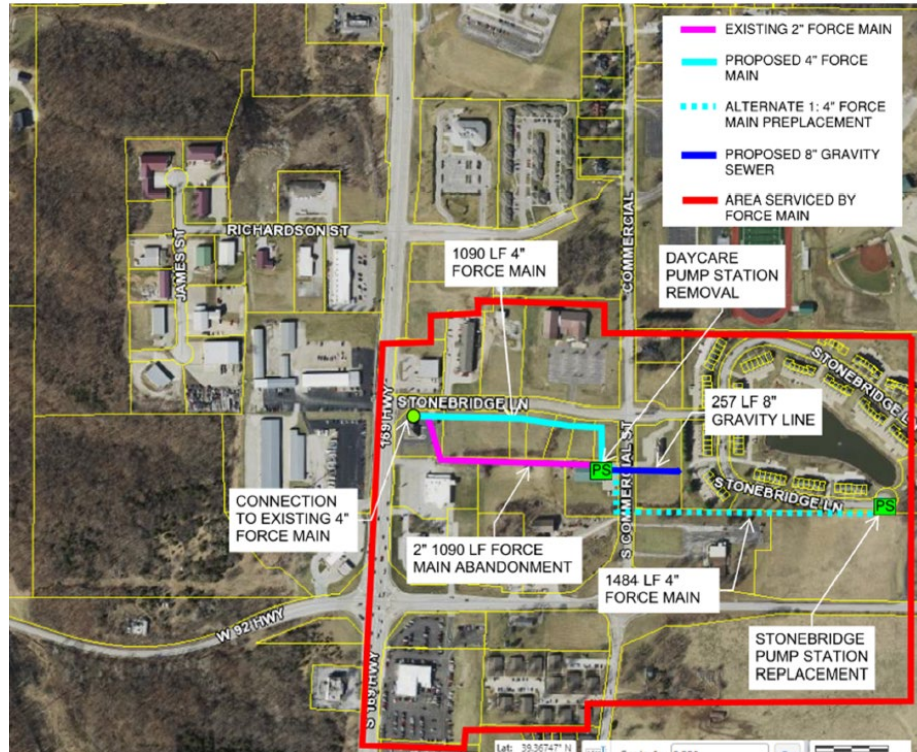 EXISTING 2" FORCE MAIN
PROPOSED 4" FORCE
MAIN
ALTERNATE 1: 4" FORCE
MAIN PREPLACEMENT
PROPOSED 8" GRAVITY
SEWER
AREA SERVICED BY
FORCE MAIN
RICHARDSON ST
JAMES ST
1090 LF 4"
FORCE MAIN
COMMERCIAL
DAYCARE
PUMP STATION
REMOVAL
169 HWY
STONEBRIDGE LN
STONEBRIDGE L
257 LF 8"
GRAVITY LINE
PS
S COMMERCIAL ST
STONEBRIDGE LN
PS
CONNECTION
TO EXISTING 4"
FORCE MAIN
2" 1090 LF FORCE
MAIN ABANDONMENT
1484 LF 4"
FORCE MAIN
W 92 HWY
S 169 HWY
STONEBRIDGE
PUMP STATION
REPLACEMENT
Lat: 39.36747° N